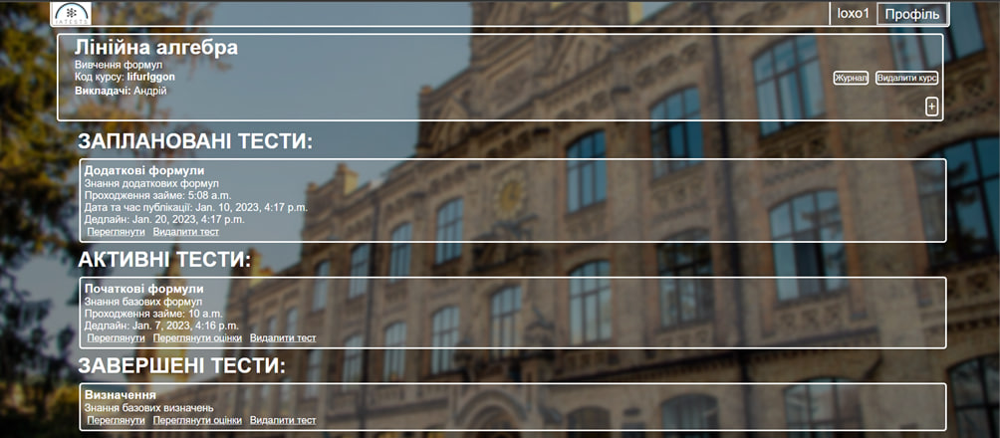 IATESTS
loxo1 Профіль
Лінійна алгебра
Вивчення формул
Код курсу: lifurlggon
Викладачі: Андрій
Журнал Видалити курс
+
ЗАПЛАНОВАНІ ТЕСТИ:
Додаткові формули
Знання додаткових формул
Проходження займе: 5:08 a.m.
Дата та час публікації: Jan. 10, 2023, 4:17 p.m.
Дедлайн: Jan. 20, 2023, 4:17 p.m.
Переглянути Видалити тест
АКТИВНІ ТЕСТИ:
Початкові формули
Знання базових формул
Проходження займе: 10 a.m.
Дедлайн: Jan. 7, 2023, 4:16 p.m.
Переглянути Переглянути оцінки Видалити тест
ЗАВЕРШЕНІ ТЕСТИ:
Визначення
Знання базових визначень
Переглянути Переглянути оцінки Видалити тест